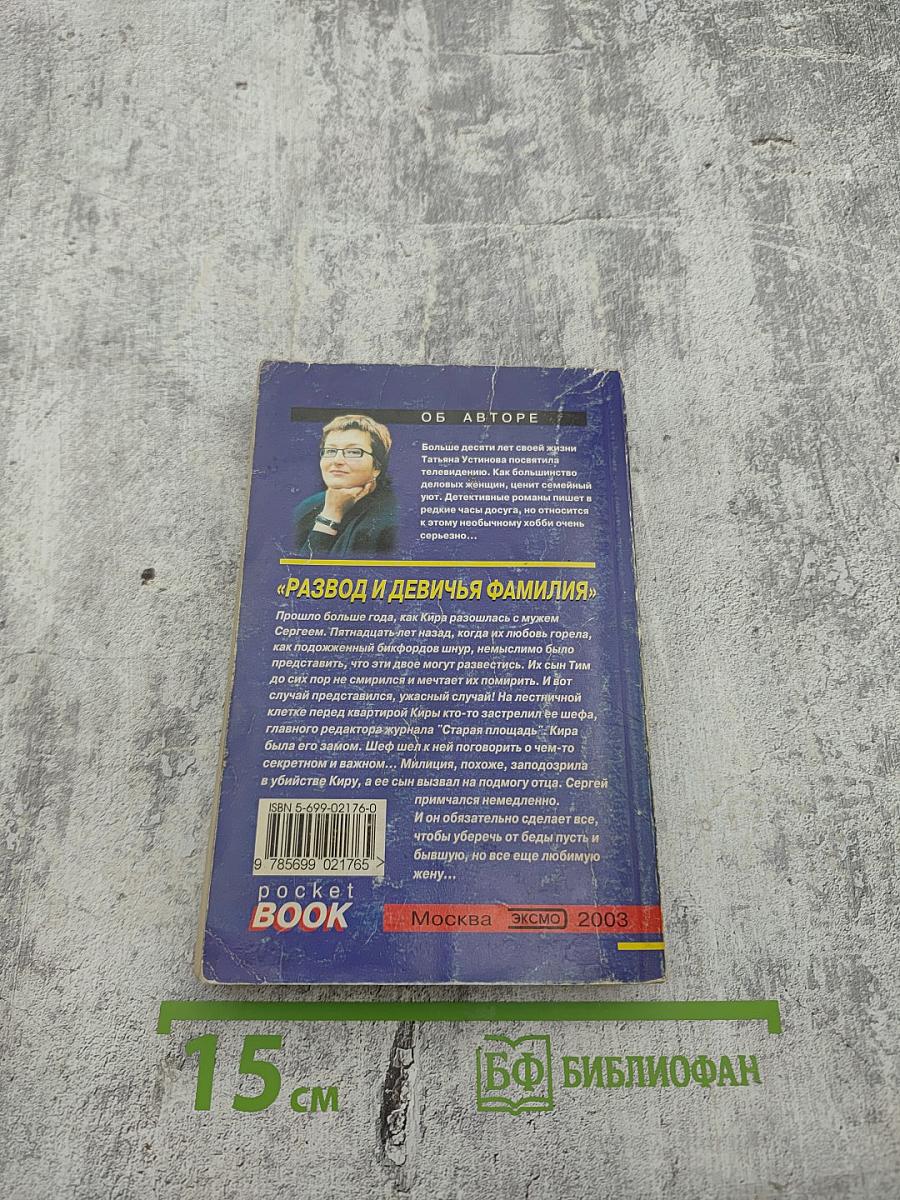 ОБ АВТОРЕ
Больше десяти лет своей жизни
Татьяна Устинова посвятила
телевидению. Как большинство
деловых женщин, ценит семейный
уют. Детективные романы пишет в
редкие часы досуга, но относится
к этому необычному хобби очень
серьезно...
«РАЗВОД И ДЕВИЧЬЯ ФАМИЛИЯ»
Прошло больше года, как Кира разошлась с мужем
Сергеем. Пятнадцать лет назад, когда их любовь горела,
как подожженный бикфордов шнур, немыслимо было
представить, что эти двое могут развестись. Их сын Тим
до сих пор не смирился и мечтает их помирить. И вот
случай представился, ужасный случай! На лестничной
клетке перед квартирой Киры кто-то застрелил ее шефа,
главного редактора журнала "Старая площадь". Кира
была его замом. Шеф шел к ней поговорить о чем-то
секретном и важном... Милиция, похоже, заподозрила
в убийстве Киру, а ее сын вызвал на подмогу отца. Сергей
примчался немедленно.
И он обязательно сделает все,
чтобы уберечь от беды пусть и
бывшую, но все еще любимую
жену...
ISBN 5-699-02176-0
9 785699 021765 >
pocket
BOOK
Москва ЭКСМО 2003
15 см
БФ БИБЛИОФАН